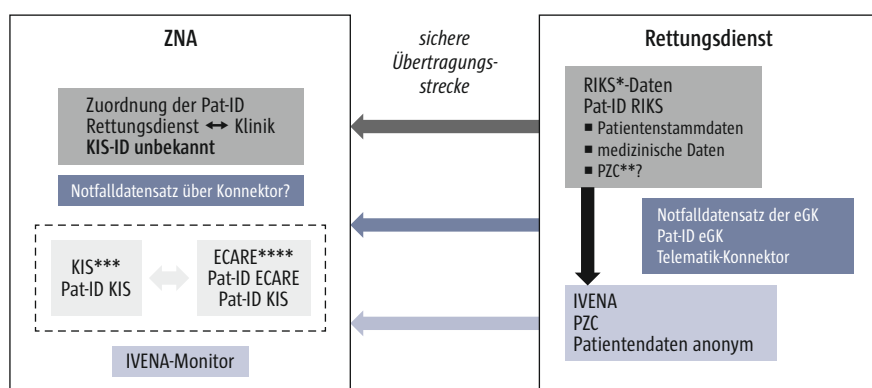 ZNA
Zuordnung der Pat-ID
Rettungsdienst ↔ Klinik
KIS-ID unbekannt
Notfalldatensatz über Konnektor?
KIS***
Pat-ID KIS
ECARE****
Pat-ID ECARE
Pat-ID KIS
IVENA-Monitor
sichere
Übertragungs-
strecke
Rettungsdienst
RIKS*-Daten
Pat-ID RIKS
■ Patientenstammdaten
■ medizinische Daten
■ PZC**?
Notfalldatensatz der eGK
Pat-ID eGK
Telematik-Konnektor
IVENA
PZC
Patientendaten anonym